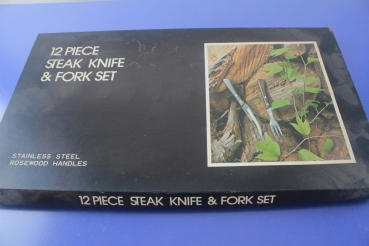 12 PIECE
STEAK KNIFE
& FORK SET
STAINLESS STEEL
ROSEWOOD HANDLES
12 PIECE STEAK KNIFE & FORK SET